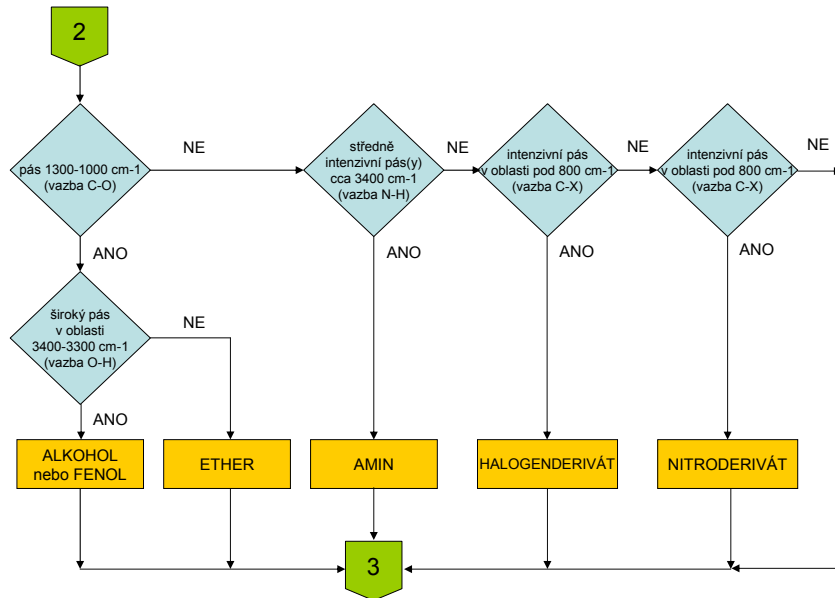 2
pás 1300-1000 cm-1
(vazba C-O)
NE
středně
intenzivní pás(y)
cca 3400 cm-1
(vazba N-H)
NE
intenzivní pás
v oblasti pod 800 cm-1
(vazba C-X)
NE
intenzivní pás
v oblasti pod 800 cm-1
(vazba C-X)
NE
ANO
ANO
ANO
ANO
široký pás
v oblasti
3400-3300 cm-1
(vazba O-H)
NE
ANO
ALKOHOL
nebo FENOL
ETHER
AMIN
HALOGENDERIVÁT
NITRODERIVÁT
3